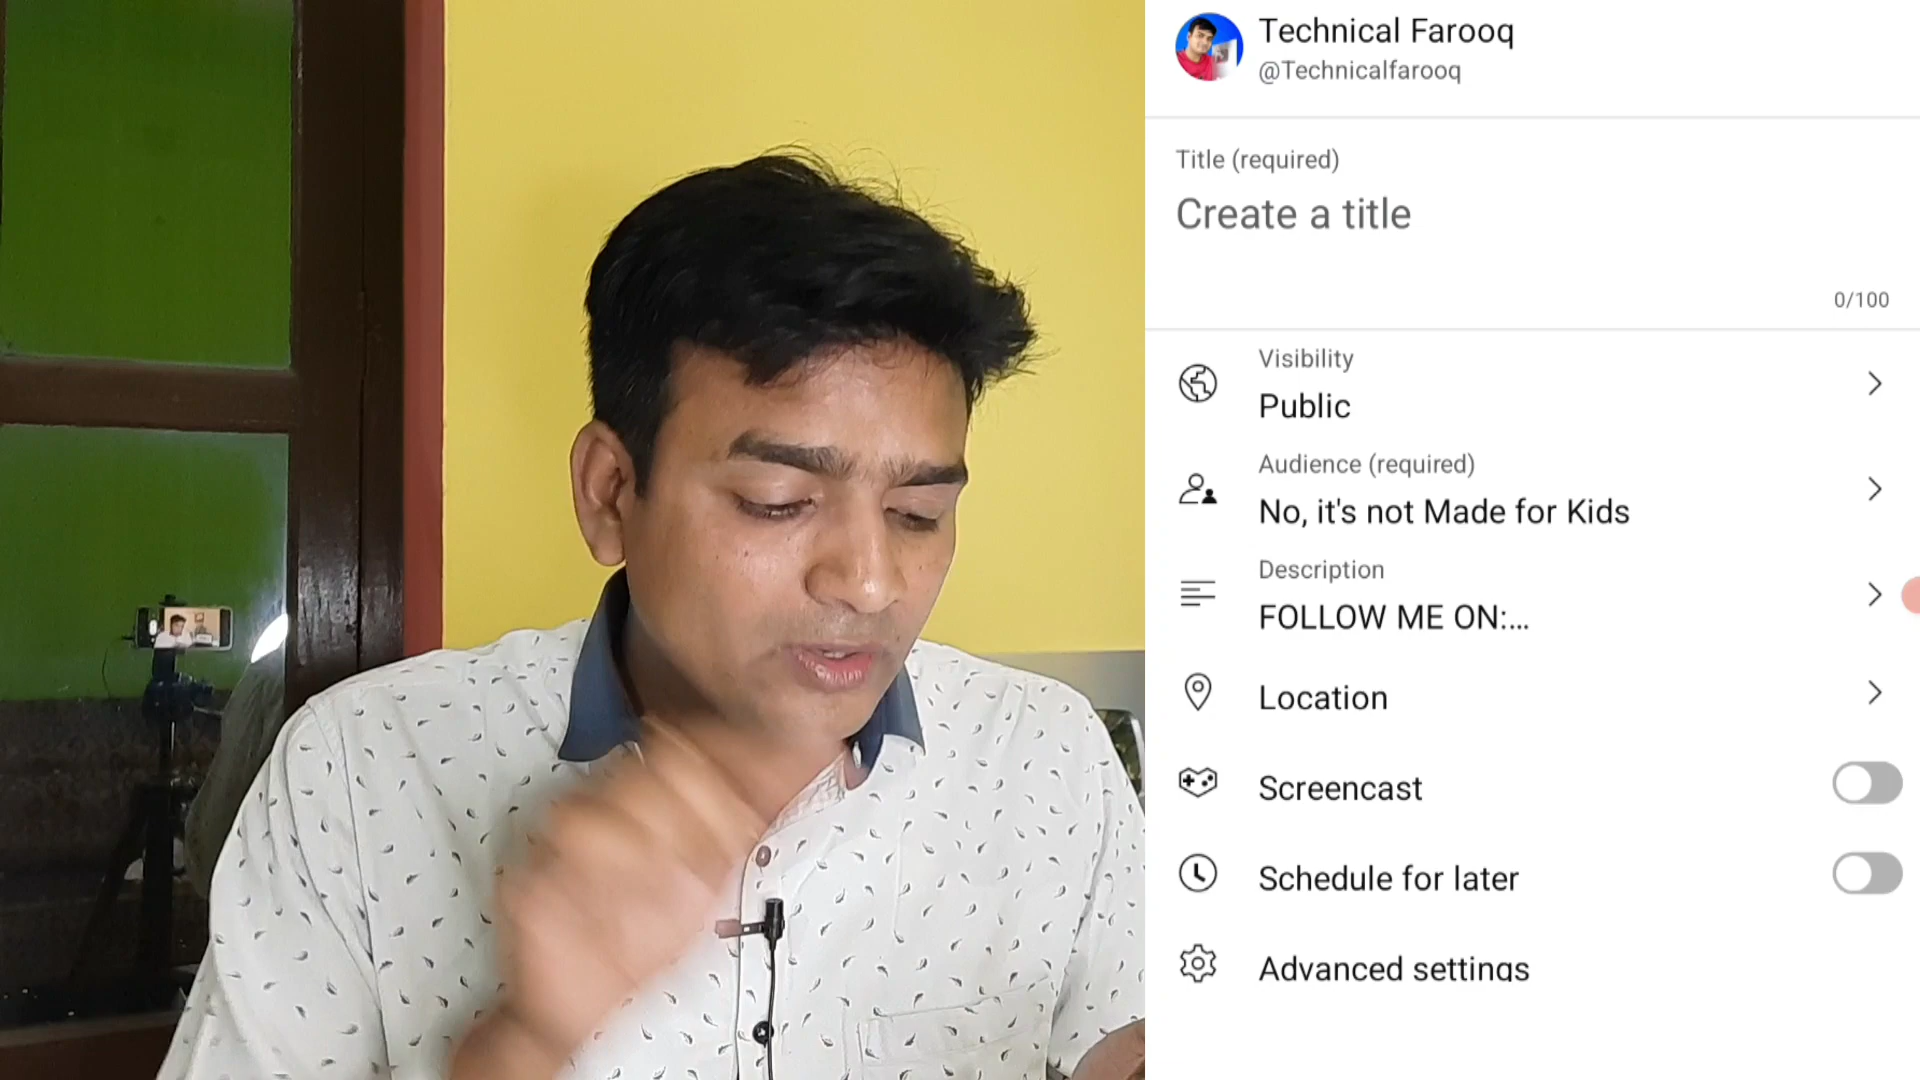 Technical Farooq
@Technicalfarooq
Title (required)
Create a title
0/100
Visibility
Public
Audience (required)
No, it's not Made for Kids
Description
FOLLOW ME ON:...
Location
Screencast
Schedule for later
Advanced settings